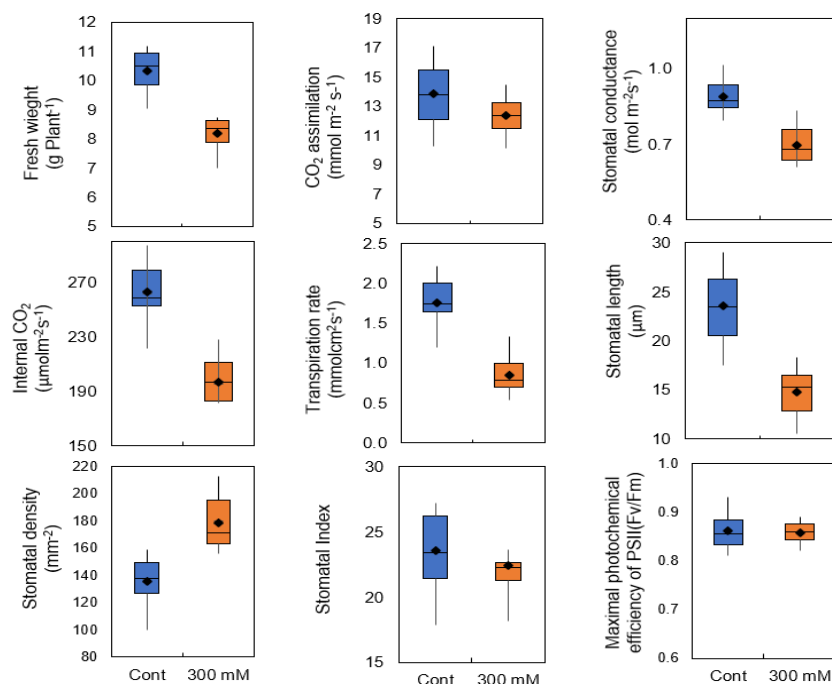 Fresh wieght
(g Plant-1)
12
11
10
9
8
7
6
5
CO2 assimilation
(mmol m-2 s-1)
19
17
15
13
11
9
7
5
Stomatal conductance
(mol m-2s-1)
1.0
0.7
0.4
Internal CO2
(µmolm-2s-1)
270
230
190
150
Transpiration rate
(mmolcm2s-1)
2.5
2.0
1.5
1.0
0.5
0.0
Stomatal length
(µm)
30
25
20
15
10
Stomatal density
(mm-2)
220
200
180
160
140
120
100
80
Cont 300 mM
Stomatal Index
30
25
20
15
Cont 300 mM
Maximal photochemical
efficiency of PSII(Fv/Fm)
1.0
0.9
0.8
0.7
0.6
Cont 300 mM